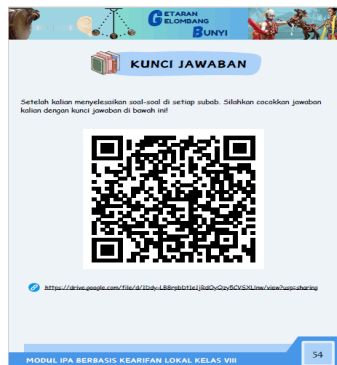 GETARAN
GELOMBANG
BUNYI
KUNCI JAWABAN
Setelah kalian menyelesaikan soal-soal di setiap subab. Silahkan cocokkan jawaban
kalian dengan kunci jawaban di bawah ini!
MODUL IPA BERBASIS KEARIFAN LOKAL KELAS VIII
54